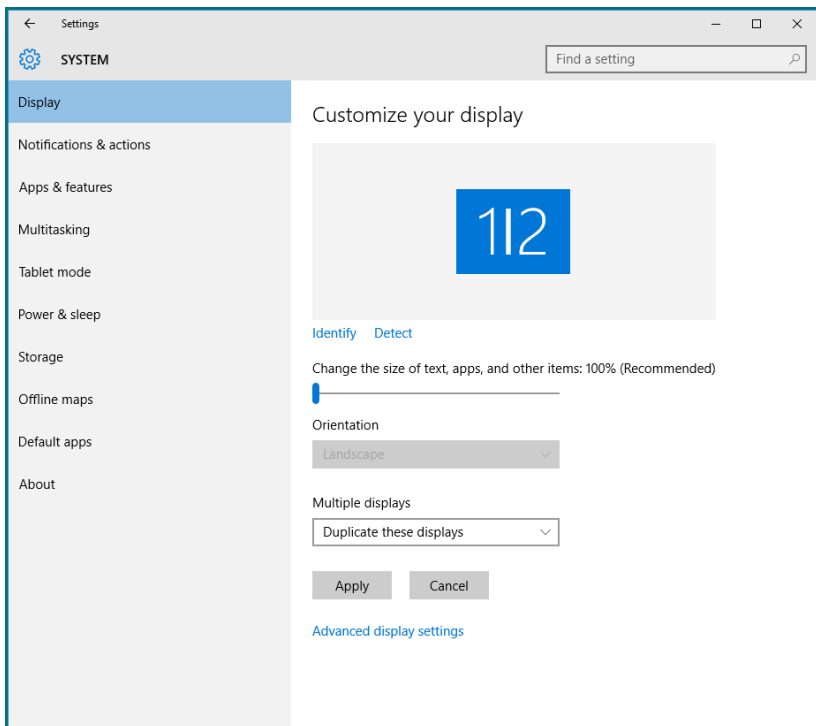 Settings
SYSTEM
Find a setting
Display
Notifications & actions
Apps & features
Multitasking
Tablet mode
Power & sleep
Storage
Offline maps
Default apps
About
Customize your display
1|2
Identify Detect
Change the size of text, apps, and other items: 100% (Recommended)
Orientation
Landscape
Multiple displays
Duplicate these displays
Apply Cancel
Advanced display settings